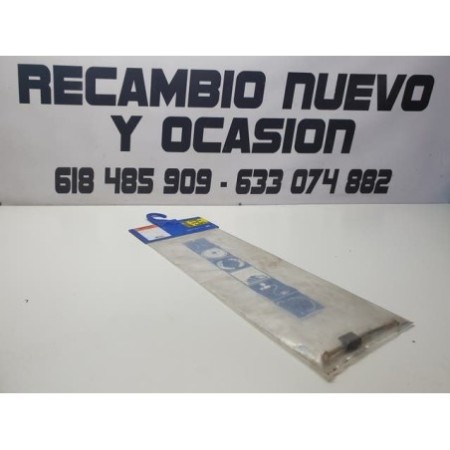 RECAMBIO NUEVO
Y OCASION
618 485 909 - 633 074 882